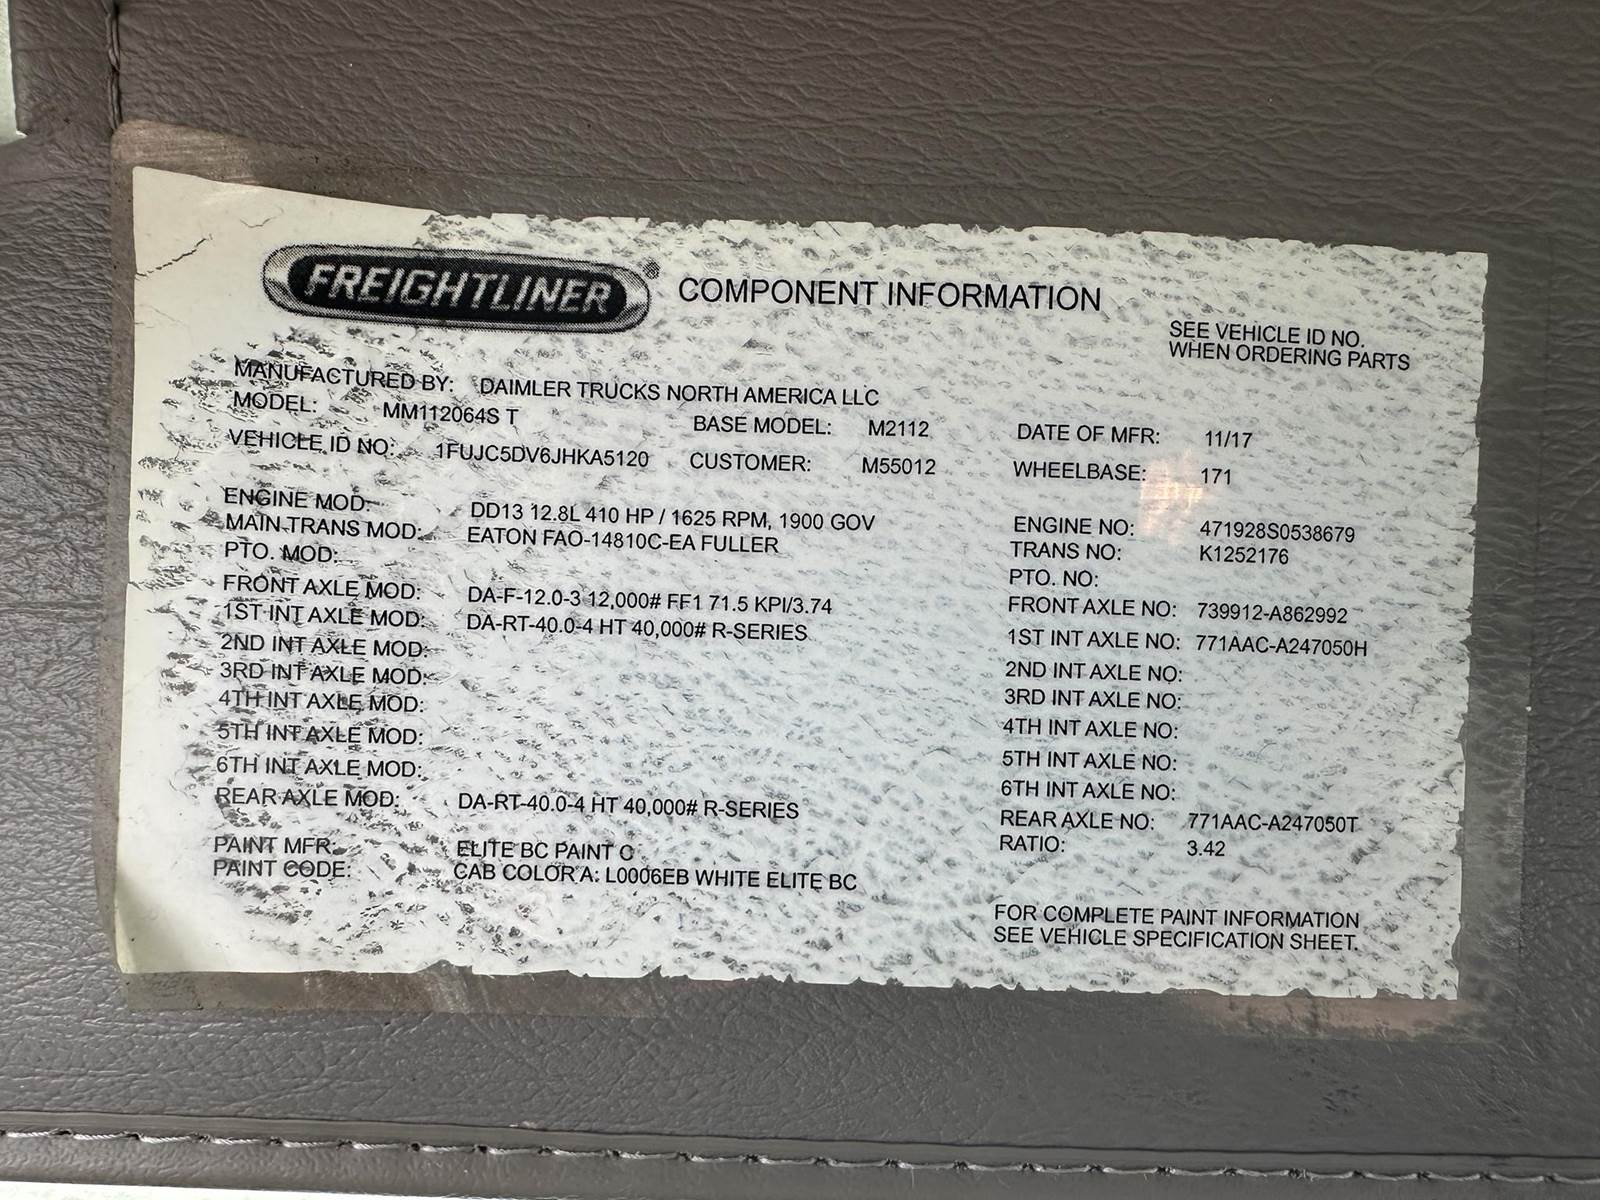 FREIGHTLINER® COMPONENT INFORMATION
SEE VEHICLE ID NO.
WHEN ORDERING PARTS
MANUFACTURED BY: DAIMLER TRUCKS NORTH AMERICA LLC
MODEL: MM112064S T BASE MODEL: M2112 DATE OF MFR: 11/17
VEHICLE ID NO: 1FUJC5DV6JHKA5120 CUSTOMER: M55012 WHEELBASE: 171
ENGINE MOD: DD13 12.8L 410 HP / 1625 RPM, 1900 GOV ENGINE NO: 471928S0538679
MAIN TRANS MOD: EATON FAO-14810C-EA FULLER TRANS NO: K1252176
PTO. MOD: PTO. NO:
FRONT AXLE MOD: DA-F-12.0-3 12,000# FF1 71.5 KPI/3.74 FRONT AXLE NO: 739912-A862992
1ST INT AXLE MOD: DA-RT-40.0-4 HT 40,000# R-SERIES 1ST INT AXLE NO: 771AAC-A247050H
2ND INT AXLE MOD: 2ND INT AXLE NO:
3RD INT AXLE MOD: 3RD INT AXLE NO:
4TH INT AXLE MOD: 4TH INT AXLE NO:
5TH INT AXLE MOD: 5TH INT AXLE NO:
6TH INT AXLE MOD: 6TH INT AXLE NO:
REAR AXLE MOD: DA-RT-40.0-4 HT 40,000# R-SERIES REAR AXLE NO: 771AAC-A247050T
RATIO: 3.42
PAINT MFR: ELITE BC PAINT C
PAINT CODE: CAB COLOR A: L0006EB WHITE ELITE BC
FOR COMPLETE PAINT INFORMATION
SEE VEHICLE SPECIFICATION SHEET.